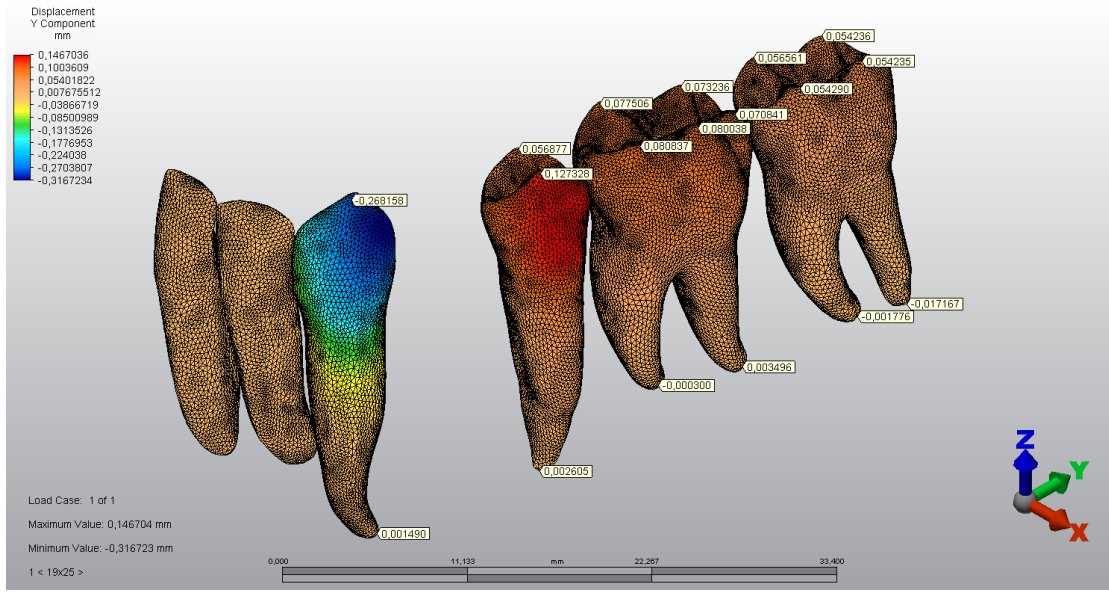 Displacement
Y Component
mm
0,1467036
0,1003609
0,05401822
0,007675512
-0,03866719
-0,08500989
-0,1313526
-0,1776953
-0,224038
-0,2703807
-0,3167234
0,054236
0,056561
0,054235
0,073236
0,054290
0,077506
0,070841
0,080038
0,056877
0,080837
0,127328
-0,268158
-0,017167
-0,001776
0,003496
-0,000300
0,002605
0,001490
Z
Y
X
Load Case: 1 of 1
Maximum Value: 0,146704 mm
Minimum Value: -0,316723 mm
1 < 19x25 >
0,000 11,133 mm 22,267 33,400